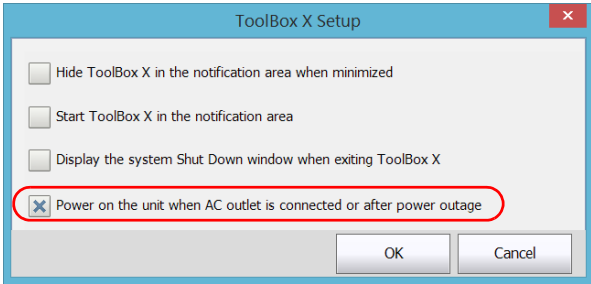 ToolBox X Setup
Hide ToolBox X in the notification area when minimized
Start ToolBox X in the notification area
Display the system Shut Down window when exiting ToolBox X
Power on the unit when AC outlet is connected or after power outage
OK Cancel